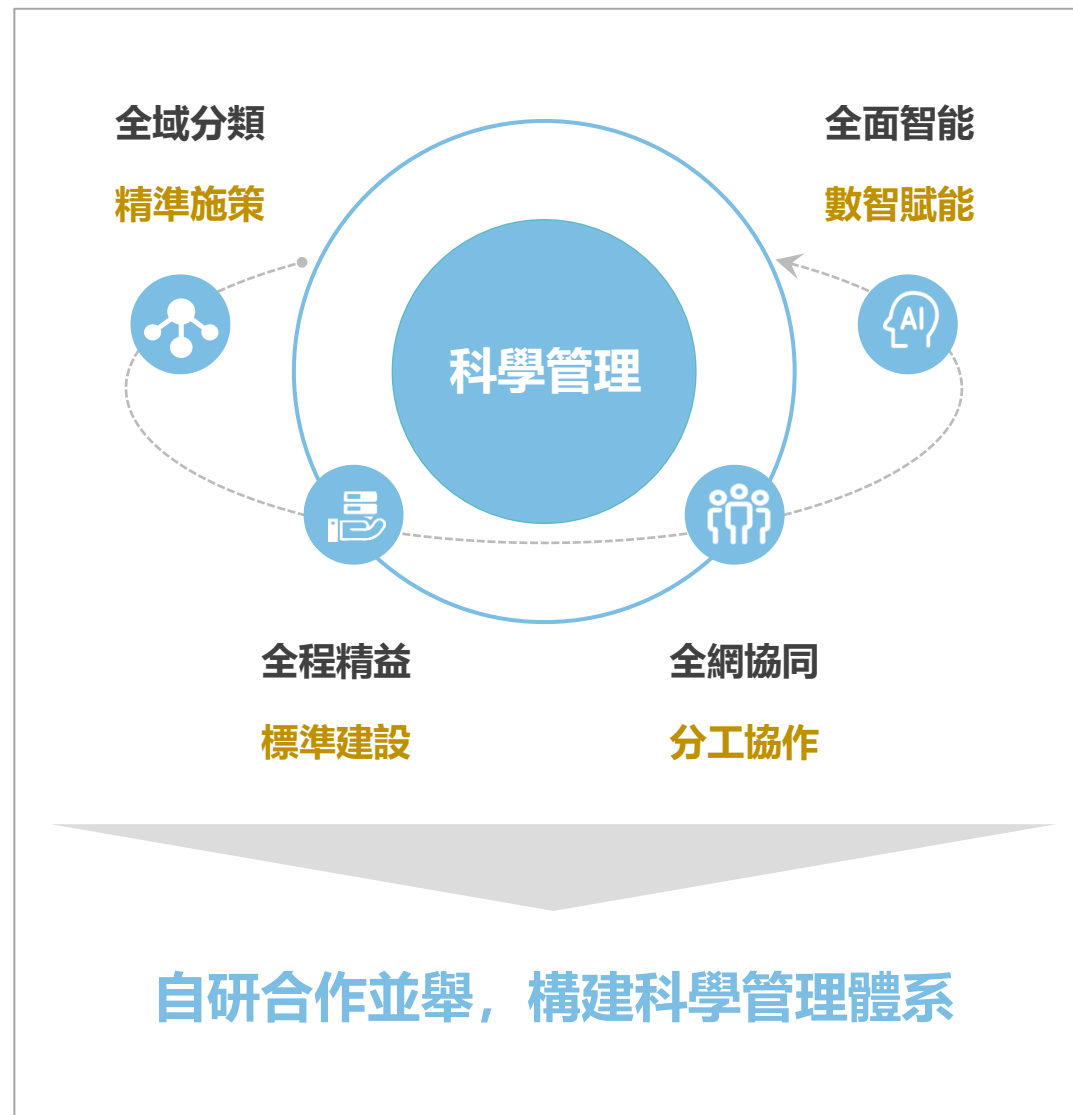 全域分類
精準施策
全面智能
數智賦能
AI
科學管理
全程精益
標準建設
全網協同
分工協作
自研合作並舉，構建科學管理體系